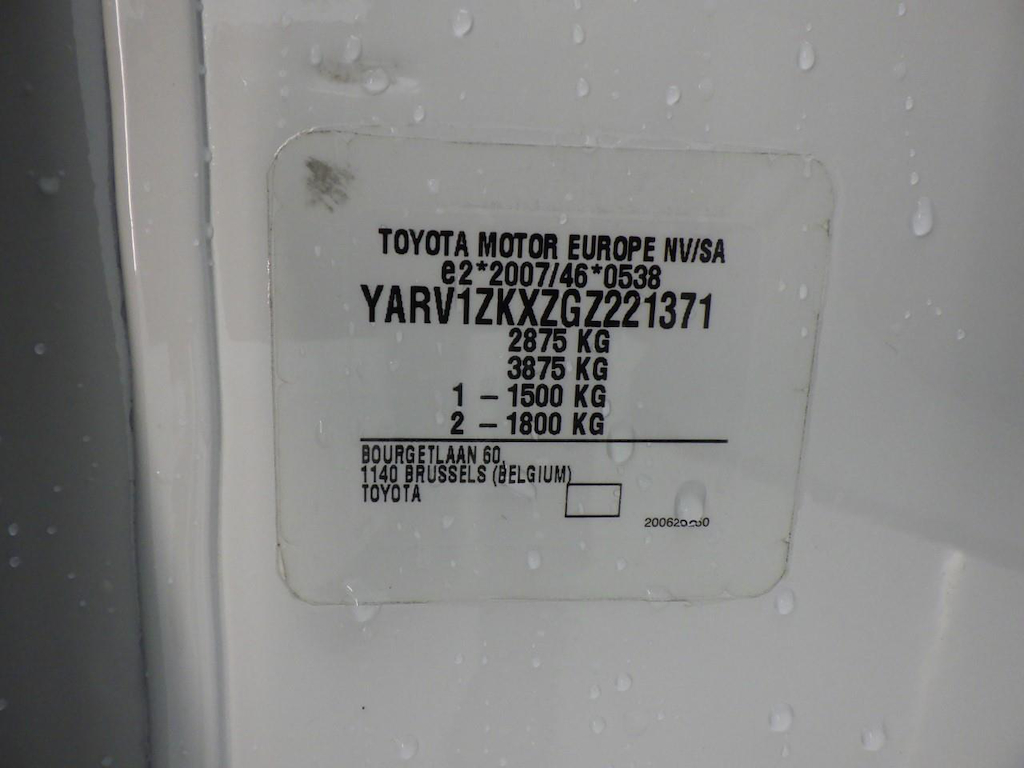 TOYOTA MOTOR EUROPE NV/SA
e2*2007/46*0538
YARV1ZKXZGZ221371
2875 KG
3875 KG
1 - 1500 KG
2 - 1800 KG
BOURGETLAAN 60,
1140 BRUSSELS (BELGIUM)
TOYOTA